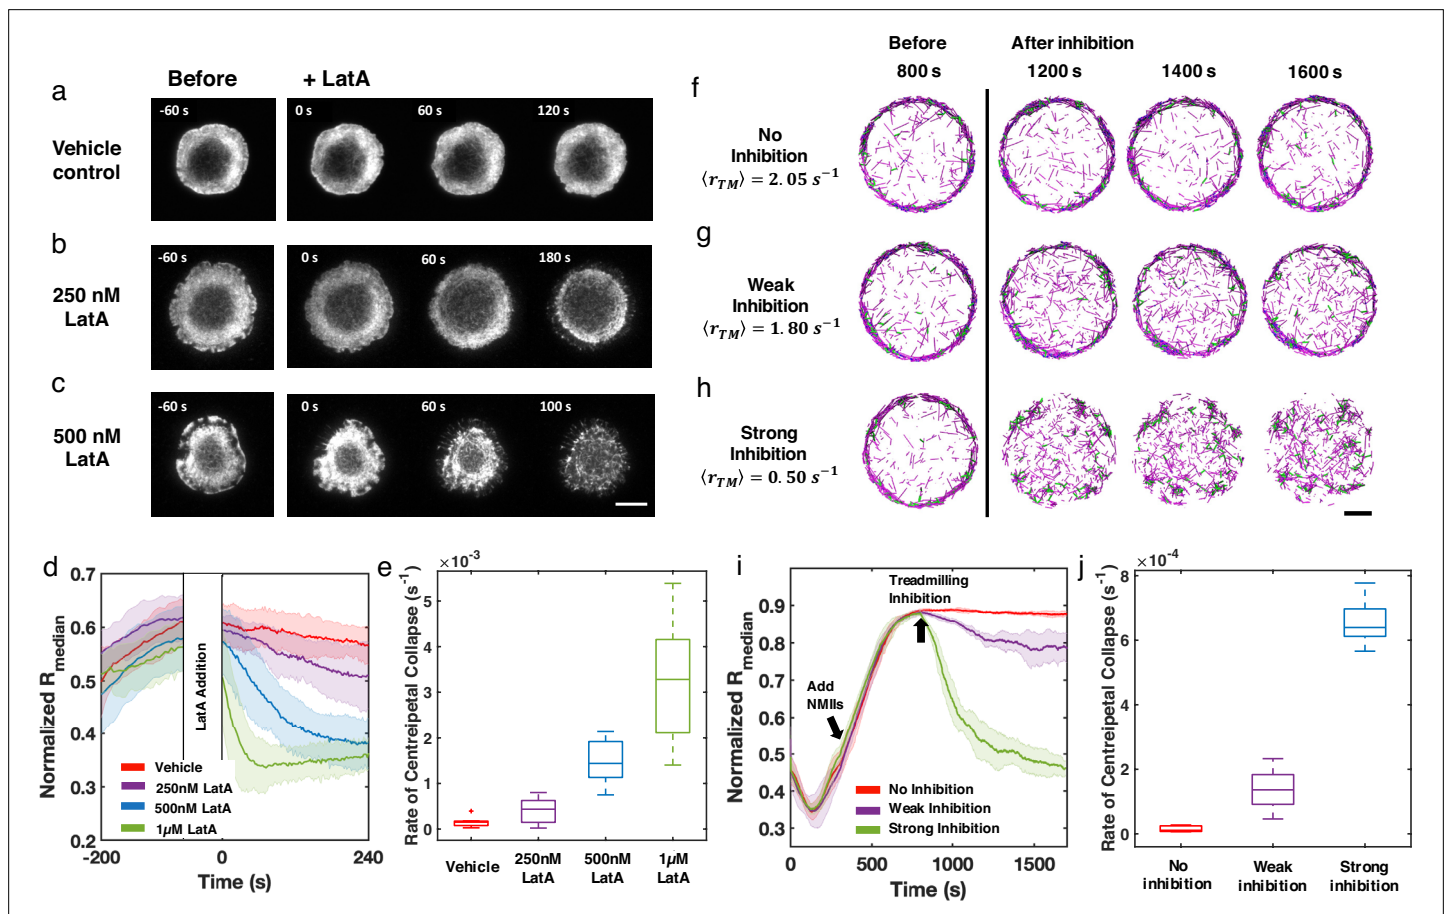 Before
+ LatA
a
Vehicle
control
-60 s
0 s
60 s
120 s
b
250 nM
LatA
-60 s
0 s
60 s
180 s
c
500 nM
LatA
-60 s
0 s
60 s
100 s
Before
After inhibition
800 s
1200 s
1400 s
1600 s
f
No
Inhibition
⟨r_TM⟩ = 2.05 s⁻¹
g
Weak
Inhibition
⟨r_TM⟩ = 1.80 s⁻¹
h
Strong
Inhibition
⟨r_TM⟩ = 0.50 s⁻¹
d
Normalized R_median
0.7
0.6
0.5
0.4
0.3
0.2
LatA Addition
Vehicle
250nM LatA
500nM LatA
1µM LatA
-200
0
240
Time (s)
e
×10⁻³
Rate of Centreipetal Collapse (s⁻¹)
5
4
3
2
1
0
Vehicle
250nM
LatA
500nM
LatA
1µM
LatA
i
Normalized R_median
0.9
0.8
0.7
0.6
0.5
0.4
0.3
Treadmilling
Inhibition
Add
NMIIs
No Inhibition
Weak Inhibition
Strong Inhibition
0
500
1000
1500
Time (s)
j
×10⁻⁴
Rate of Centreipetal Collapse (s⁻¹)
8
6
4
2
0
No
inhibition
Weak
inhibition
Strong
inhibition